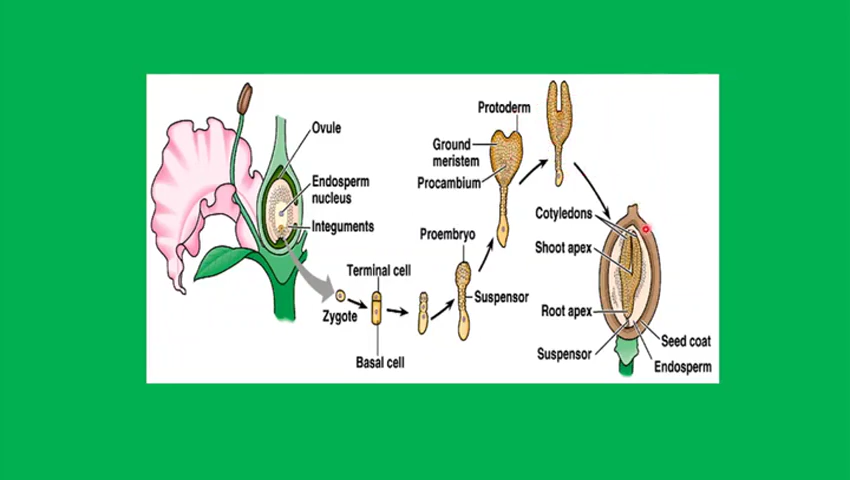 Ovule
Endosperm
nucleus
Integuments
Zygote
Terminal cell
Basal cell
Proembryo
Suspensor
Protoderm
Ground
meristem
Procambium
Cotyledons
Shoot apex
Root apex
Suspensor
Seed coat
Endosperm